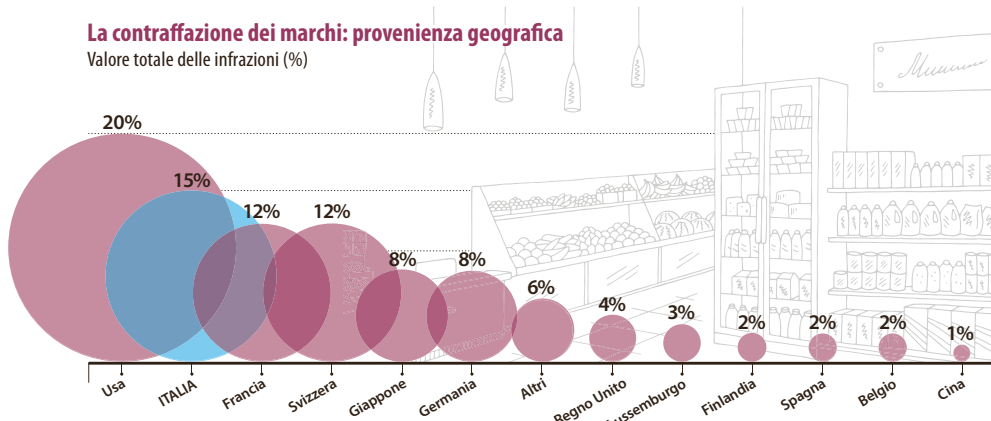 La contraffazione dei marchi: provenienza geografica
Valore totale delle infrazioni (%)
20%
15%
12%
12%
8%
8%
6%
4%
3%
2%
2%
2%
1%
Usa
ITALIA
Francia
Svizzera
Giappone
Germania
Altri
Regno Unito
Lussemburgo
Finlandia
Spagna
Belgio
Cina